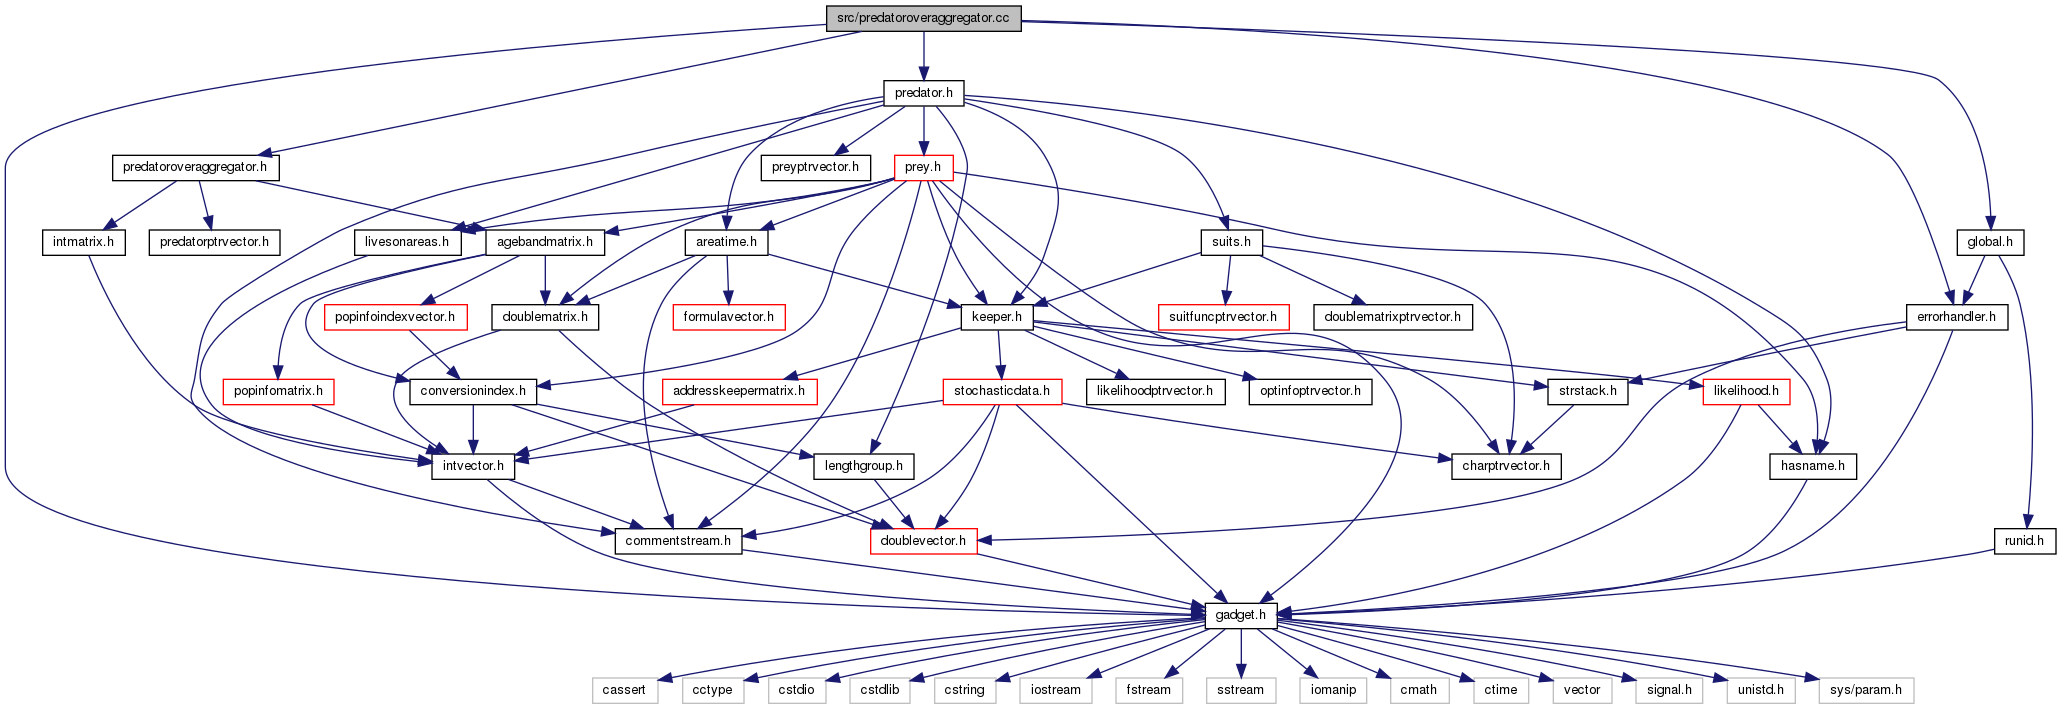 src/predatoroveraggregator.cc
predator.h
predatoroveraggregator.h
preyptrvector.h
prey.h
intmatrix.h
predatorptrvector.h
livesonareas.h
agebandmatrix.h
areatime.h
suits.h
global.h
popinfoindexvector.h
doublematrix.h
formulavector.h
keeper.h
suitfuncptrvector.h
doublematrixptrvector.h
errorhandler.h
popinfomatrix.h
conversionindex.h
addresskeepermatrix.h
stochasticdata.h
likelihoodptrvector.h
optinfoptrvector.h
strstack.h
likelihood.h
intvector.h
lengthgroup.h
charptrvector.h
hasname.h
commentstream.h
doublevector.h
runid.h
gadget.h
cassert
cctype
cstdio
cstdlib
cstring
iostream
fstream
sstream
iomanip
cmath
ctime
vector
signal.h
unistd.h
sys/param.h